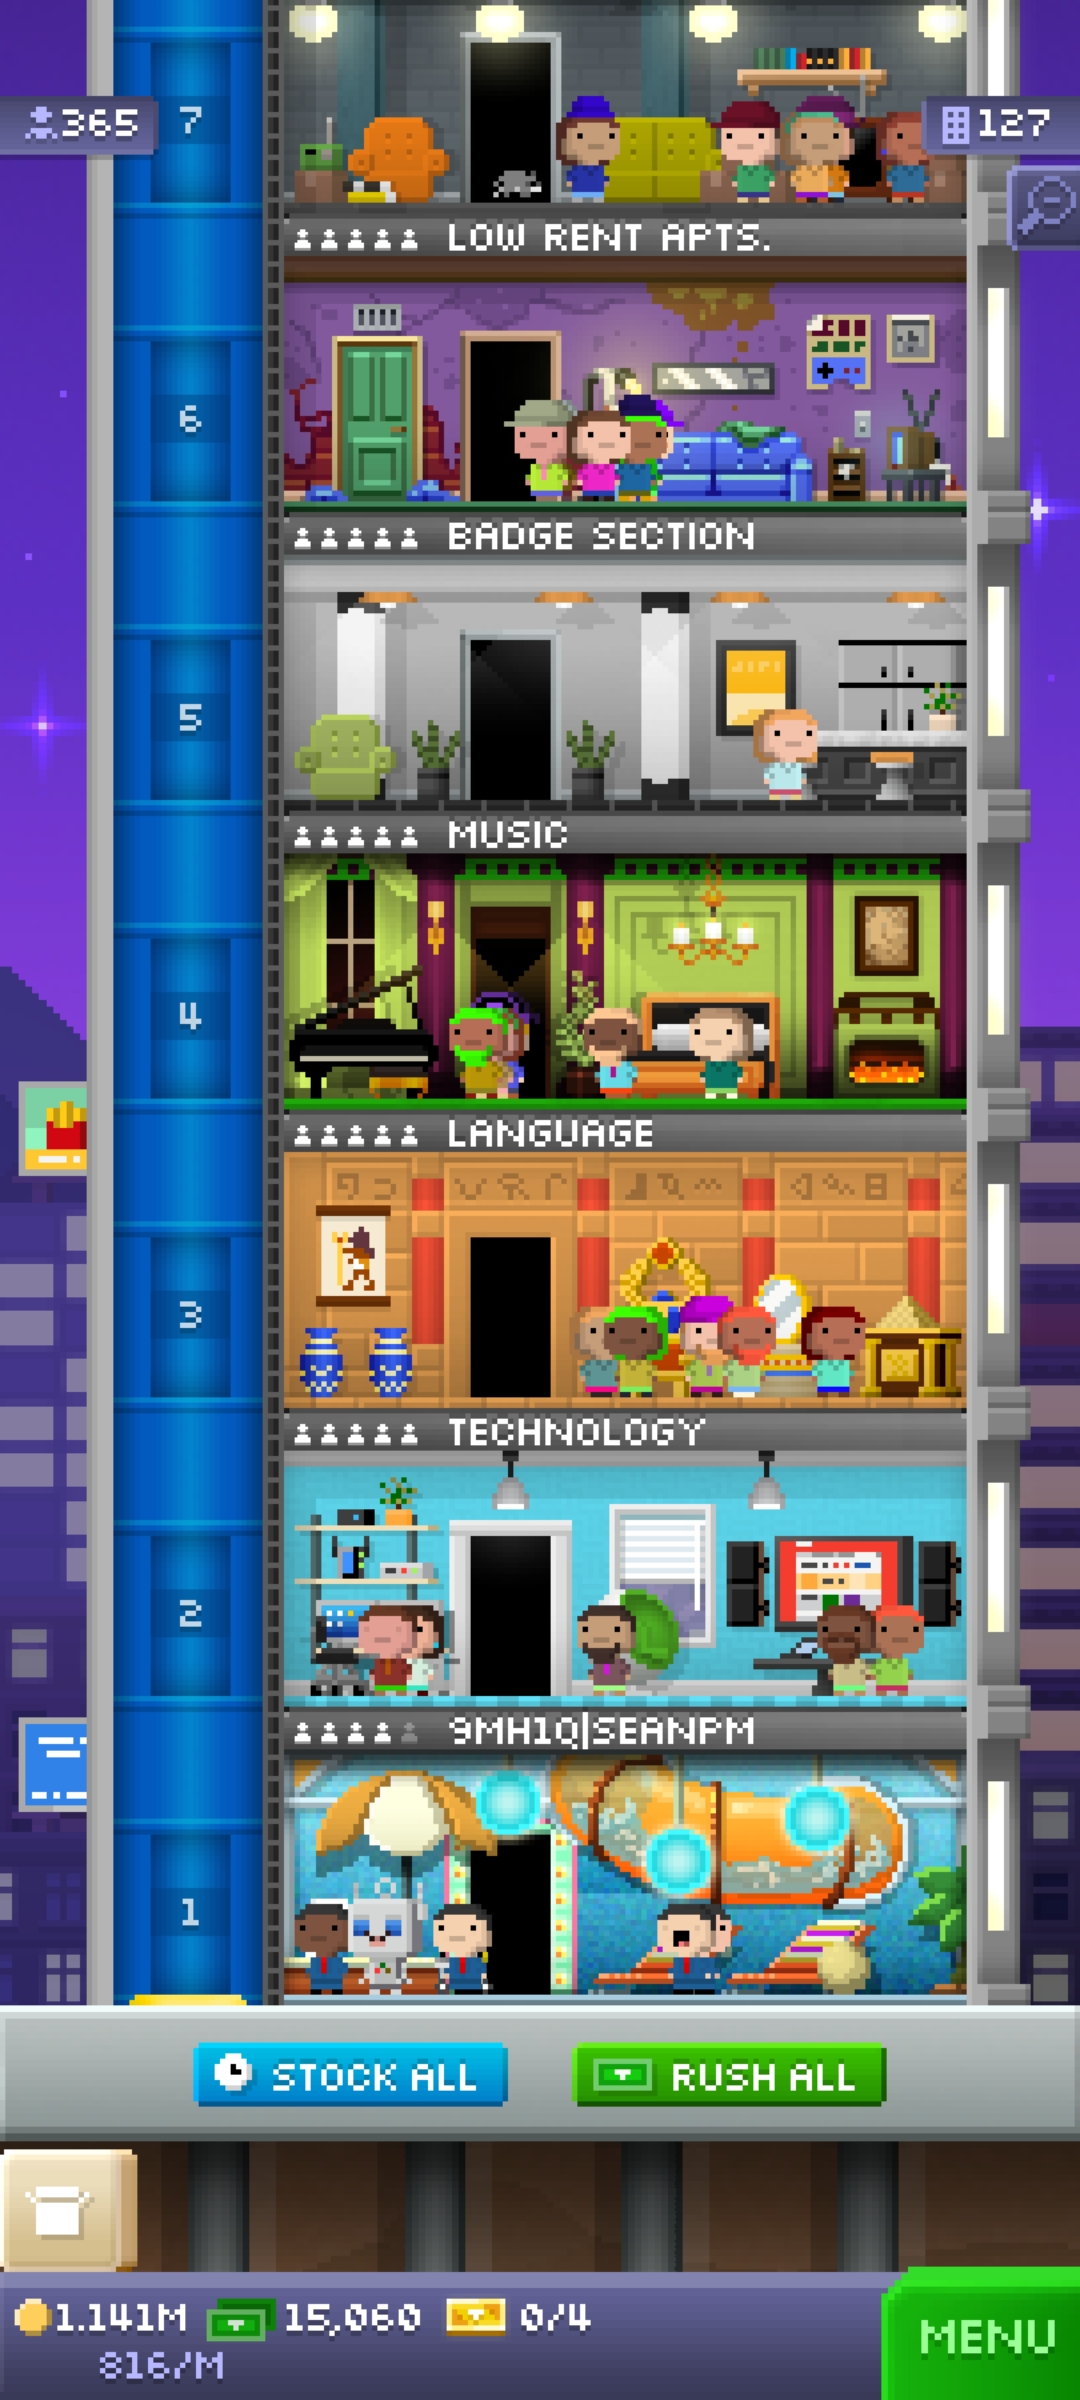 7
365
127
LOW RENT APTS.
6
BADGE SECTION
5
MUSIC
4
LANGUAGE
3
TECHNOLOGY
2
9MH1Q|SEANPM
1
STOCK ALL
RUSH ALL
1.141M
15,060
0/4
816/M
MENU